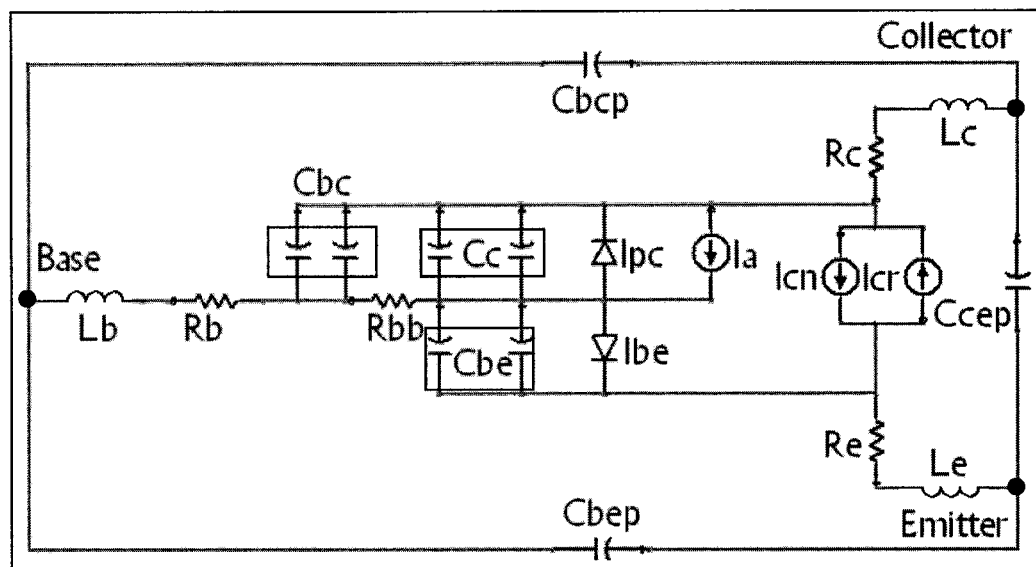 Collector
Cbcp
Lc
Rc
Cbc
Base
Cc
Ipc
Ia
Icn
Icr
Ccep
Lb
Rb
Rbb
Cbe
Ibe
Re
Le
Cbep
Emitter